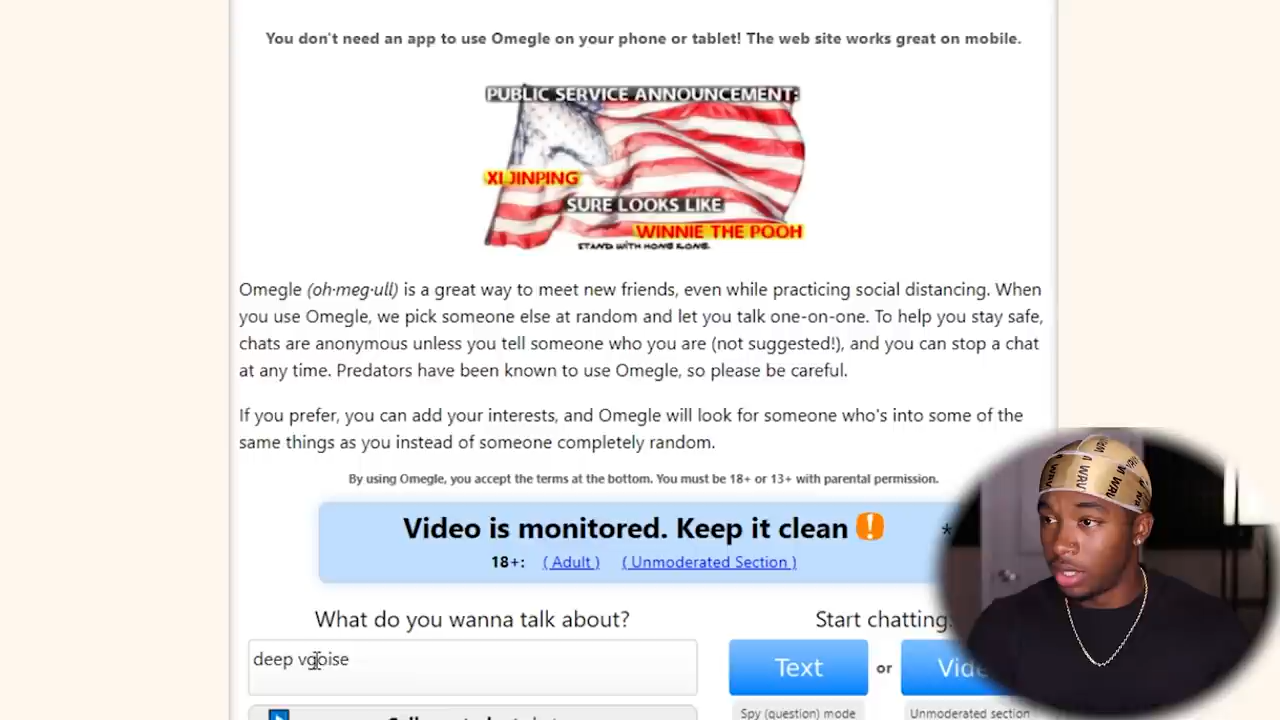 You don't need an app to use Omegle on your phone or tablet! The web site works great on mobile.
PUBLIC SERVICE ANNOUNCEMENT:
XI JINPING
SURE LOOKS LIKE
WINNIE THE POOH
STAND WITH HONG KONG
Omegle (oh·meg·ull) is a great way to meet new friends, even while practicing social distancing. When
you use Omegle, we pick someone else at random and let you talk one-on-one. To help you stay safe,
chats are anonymous unless you tell someone who you are (not suggested!), and you can stop a chat
at any time. Predators have been known to use Omegle, so please be careful.
If you prefer, you can add your interests, and Omegle will look for someone who's into some of the
same things as you instead of someone completely random.
By using Omegle, you accept the terms at the bottom. You must be 18+ or 13+ with parental permission.
Video is monitored. Keep it clean !
*
18+: (Adult) (Unmoderated Section)
What do you wanna talk about?
Start chatting:
deep
Text or
Spy (question) mode
Unmoderated section
WAV